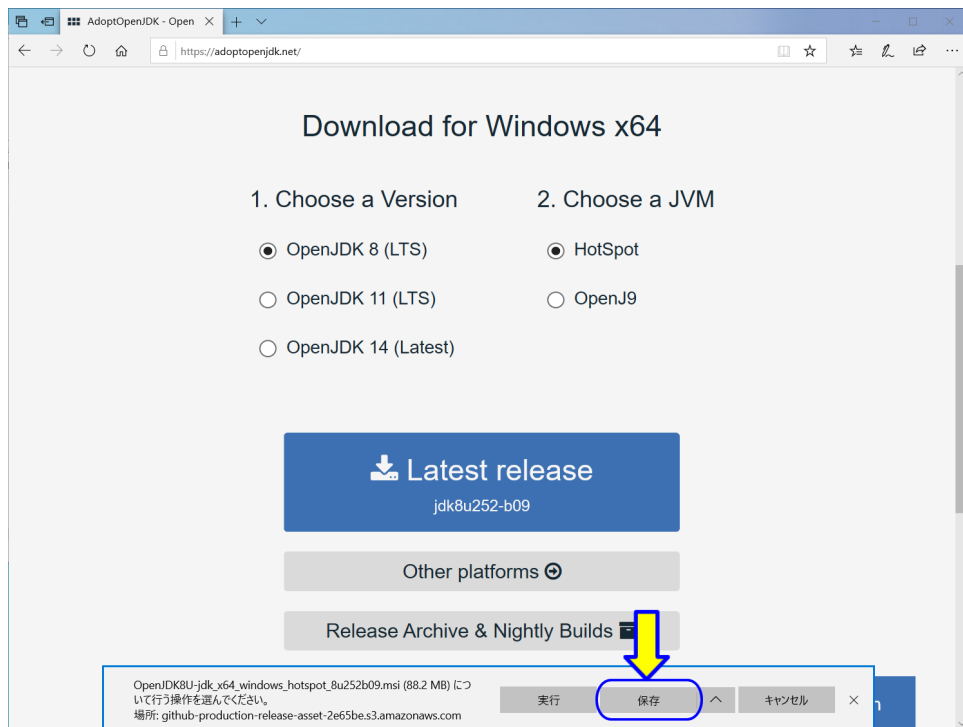 AdoptOpenJDK - Open
https://adoptopenjdk.net/
Download for Windows x64
1. Choose a Version
2. Choose a JVM
OpenJDK 8 (LTS)
HotSpot
OpenJDK 11 (LTS)
OpenJ9
OpenJDK 14 (Latest)
Latest release
jdk8u252-b09
Other platforms
Release Archive & Nightly Builds
OpenJDK8U-jdk_x64_windows_hotspot_8u252b09.msi (88.2 MB) につ
いて行う操作を選んでください。
場所: github-production-release-asset-2e65be.s3.amazonaws.com
実行
保存
キャンセル